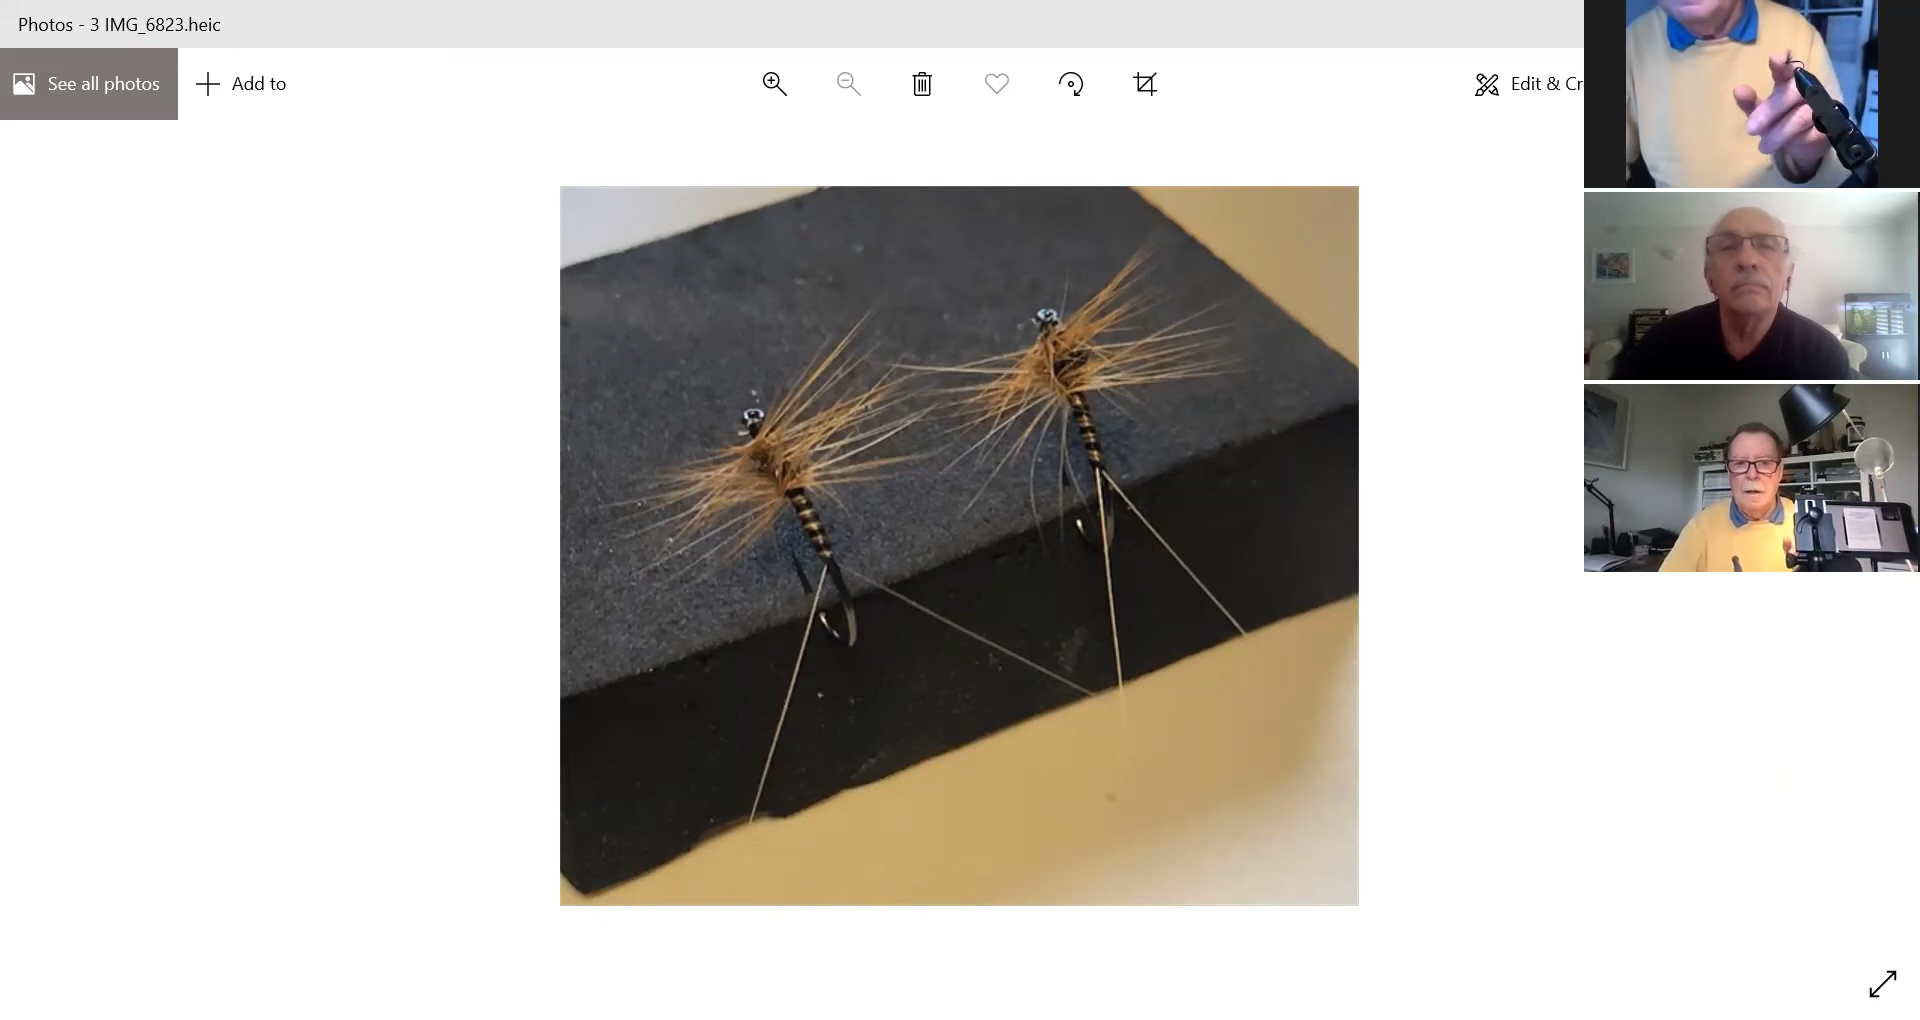 Photos - 3 IMG_6823.heic
See all photos
Add to
Edit & Cr